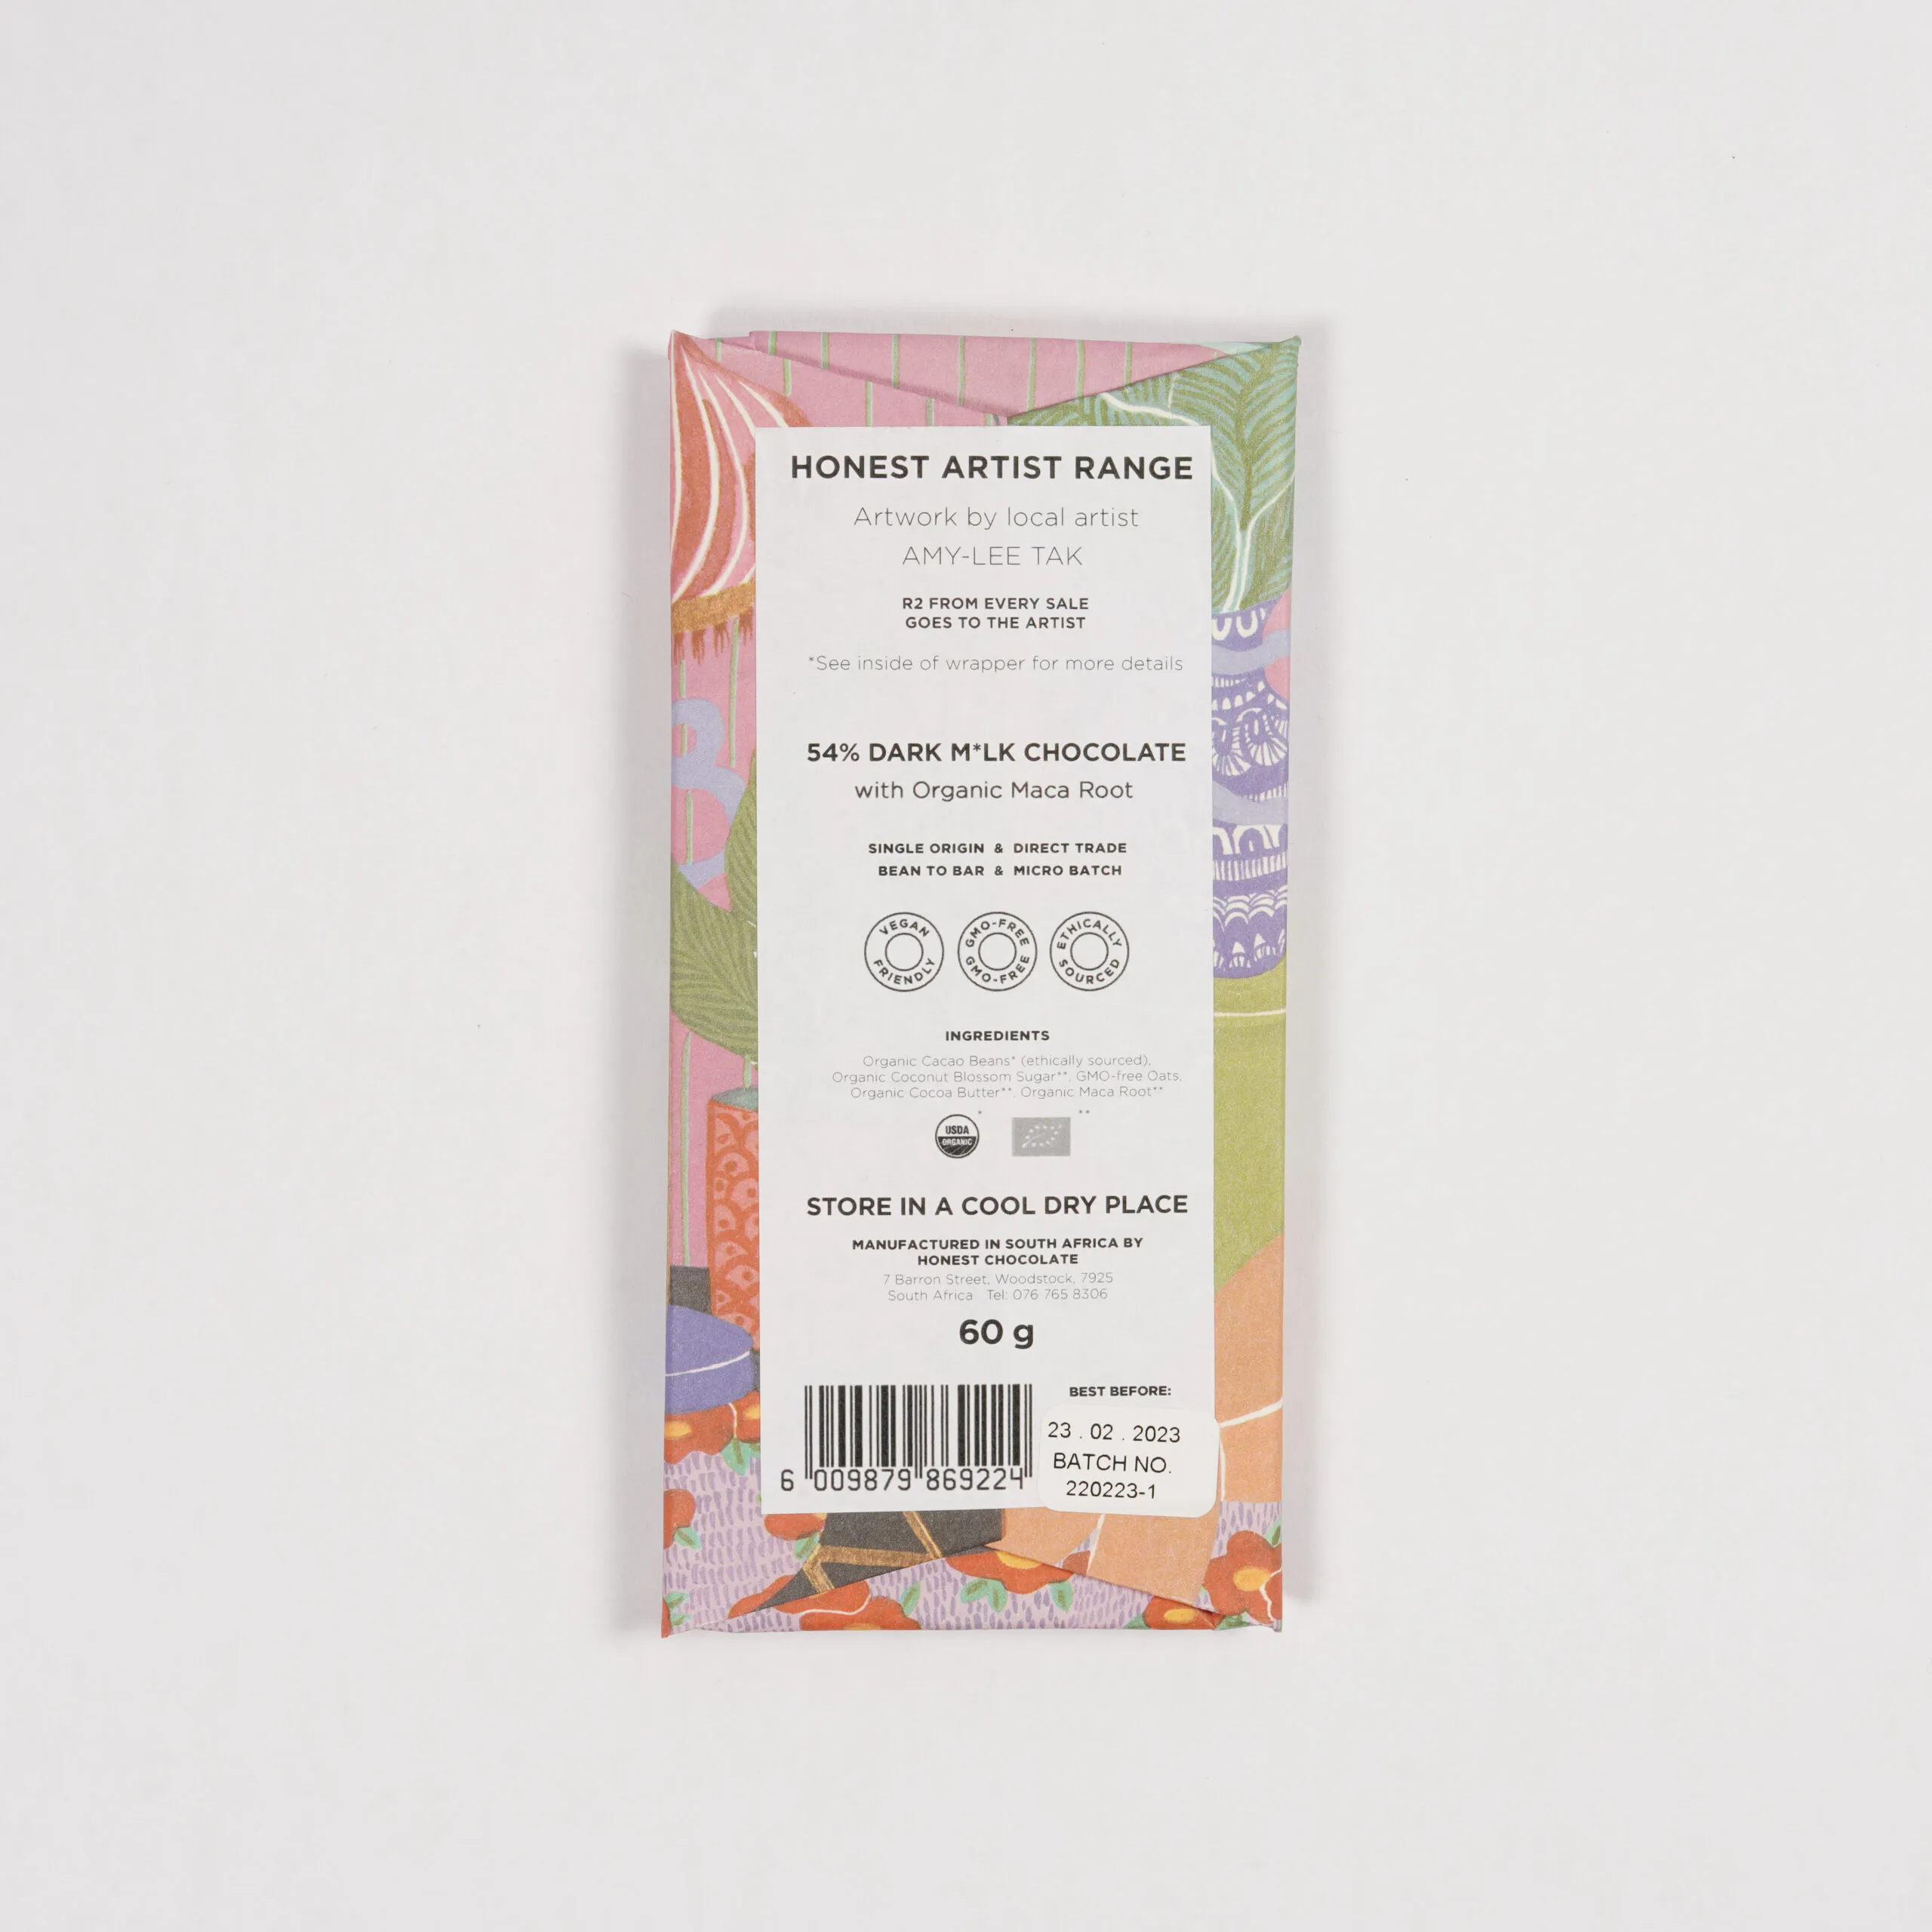 HONEST ARTIST RANGE
Artwork by local artist
AMY-LEE TAK
R2 FROM EVERY SALE
GOES TO THE ARTIST
*See inside of wrapper for more details
54% DARK M*LK CHOCOLATE
with Organic Maca Root
SINGLE ORIGIN & DIRECT TRADE
BEAN TO BAR & MICRO BATCH
VEGAN FRIENDLY
GMO-FREE GMO-FREE
ETHICALLY SOURCED
INGREDIENTS
Organic Cacao Beans* (ethically sourced),
Organic Coconut Blossom Sugar**, GMO-free Oats,
Organic Cocoa Butter**, Organic Maca Root**
* **
USDA
ORGANIC
STORE IN A COOL DRY PLACE
MANUFACTURED IN SOUTH AFRICA BY
HONEST CHOCOLATE
7 Barron Street, Woodstock, 7925
South Africa Tel: 076 765 8306
60 g
BEST BEFORE:
23 . 02 . 2023
BATCH NO.
220223-1
6 009879 869224